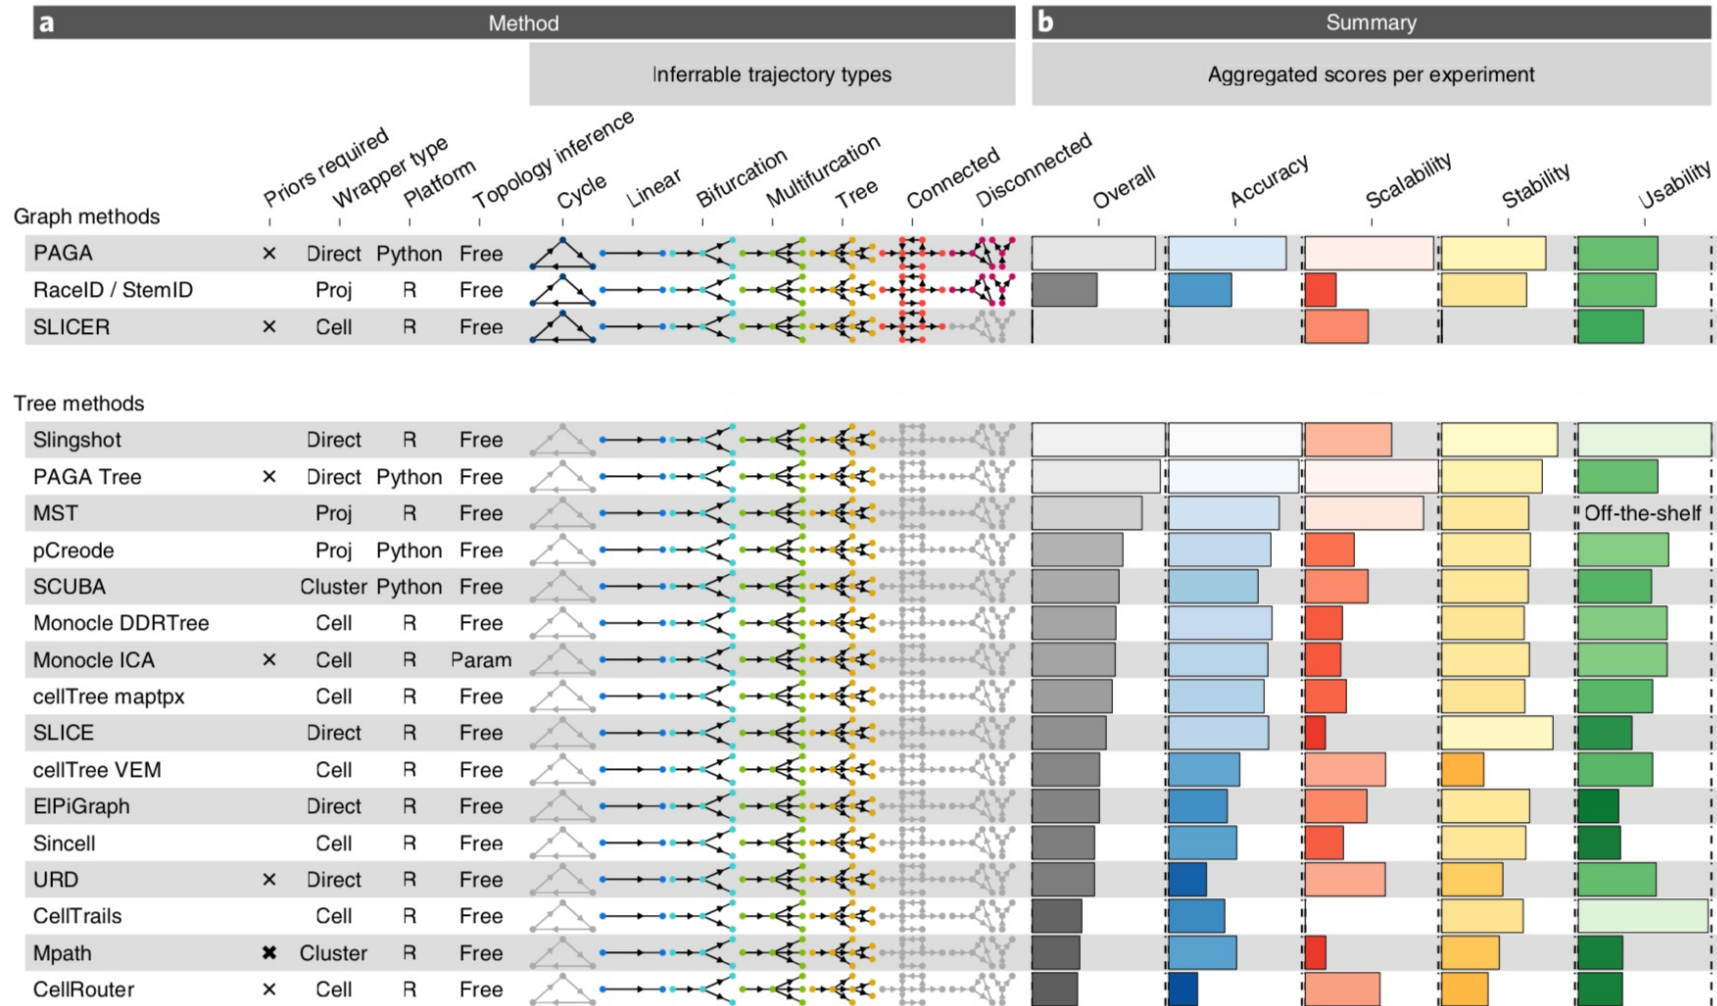 a Method
b Summary
Inferrable trajectory types
Aggregated scores per experiment
Priors required
Wrapper type
Platform
Topology inference
Cycle
Linear
Bifurcation
Multifurcation
Tree
Connected
Disconnected
Overall
Accuracy
Scalability
Stability
Usability
Graph methods
PAGA × Direct Python Free
RaceID / StemID Proj R Free
SLICER × Cell R Free
Tree methods
Slingshot Direct R Free
PAGA Tree × Direct Python Free
MST Proj R Free Off-the-shelf
pCreode Proj Python Free
SCUBA Cluster Python Free
Monocle DDRTree Cell R Free
Monocle ICA × Cell R Param
cellTree maptpx Cell R Free
SLICE Direct R Free
cellTree VEM Cell R Free
ElPiGraph Direct R Free
Sincell Cell R Free
URD × Direct R Free
CellTrails Cell R Free
Mpath ✖ Cluster R Free
CellRouter × Cell R Free